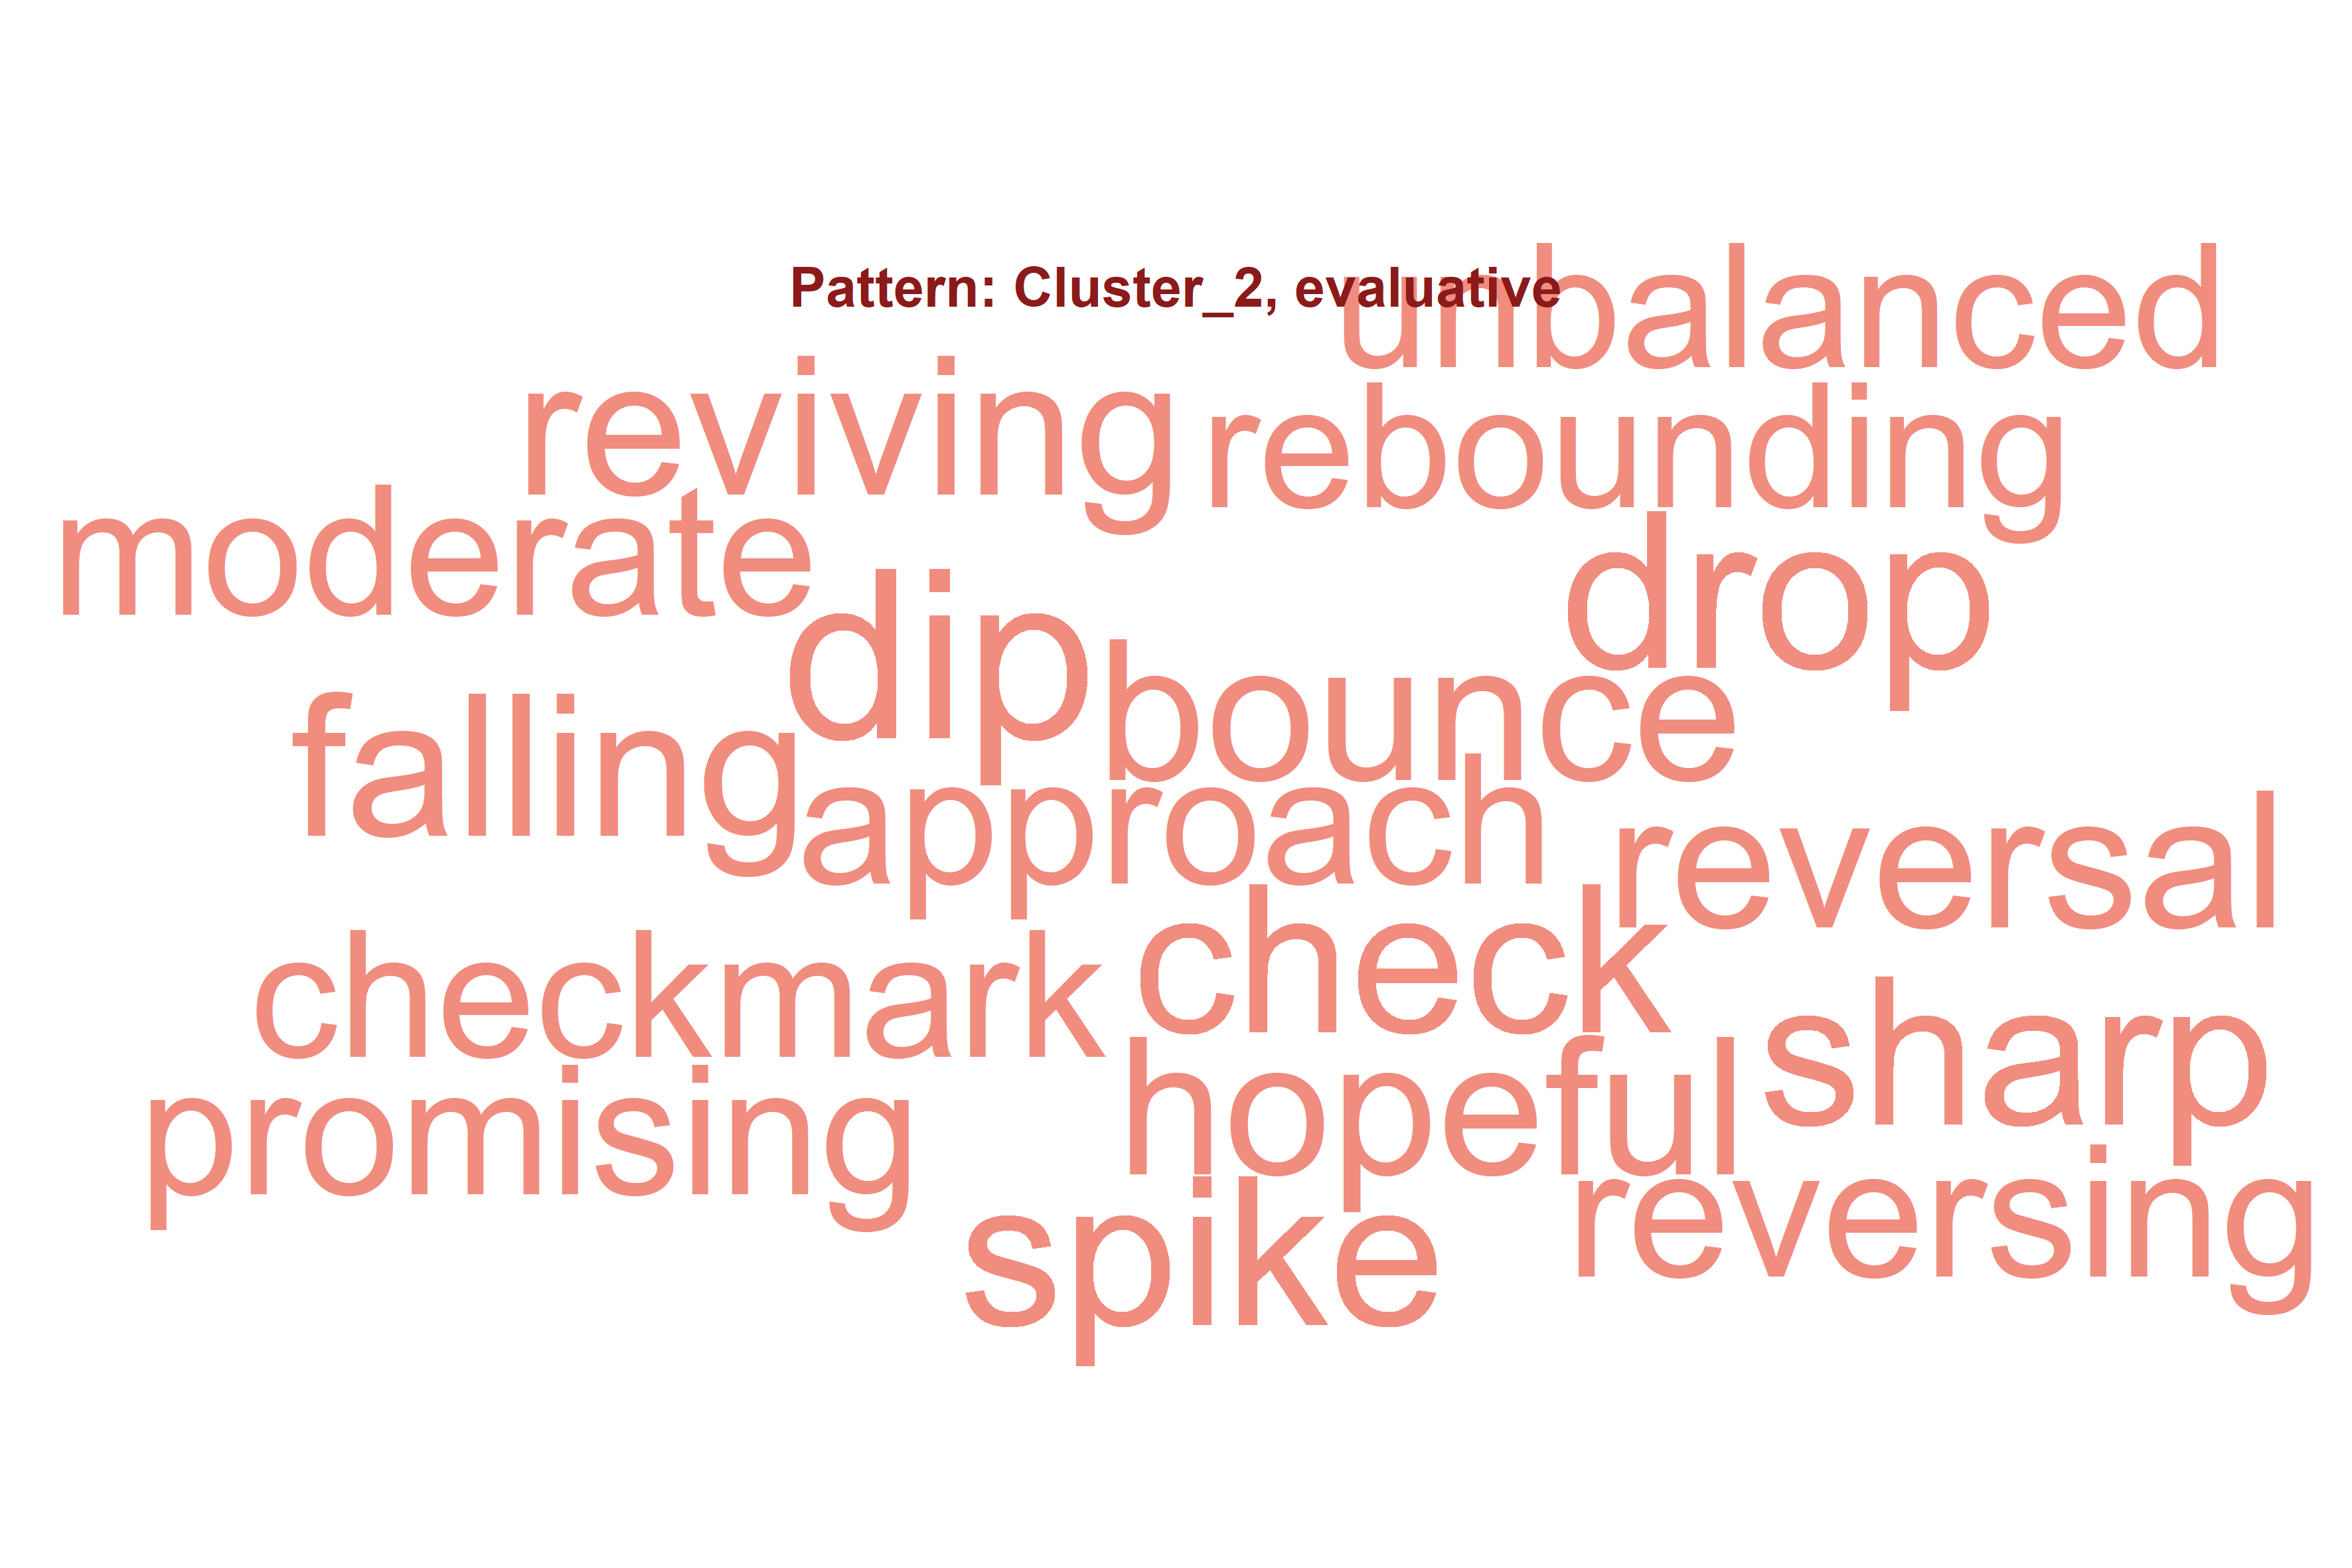 Pattern: Cluster_2, evaluative
unbalanced
reviving rebounding
moderate
drop
dip
bounce
falling
approach
reversal
check
checkmark
sharp
hopeful
promising
reversing
spike